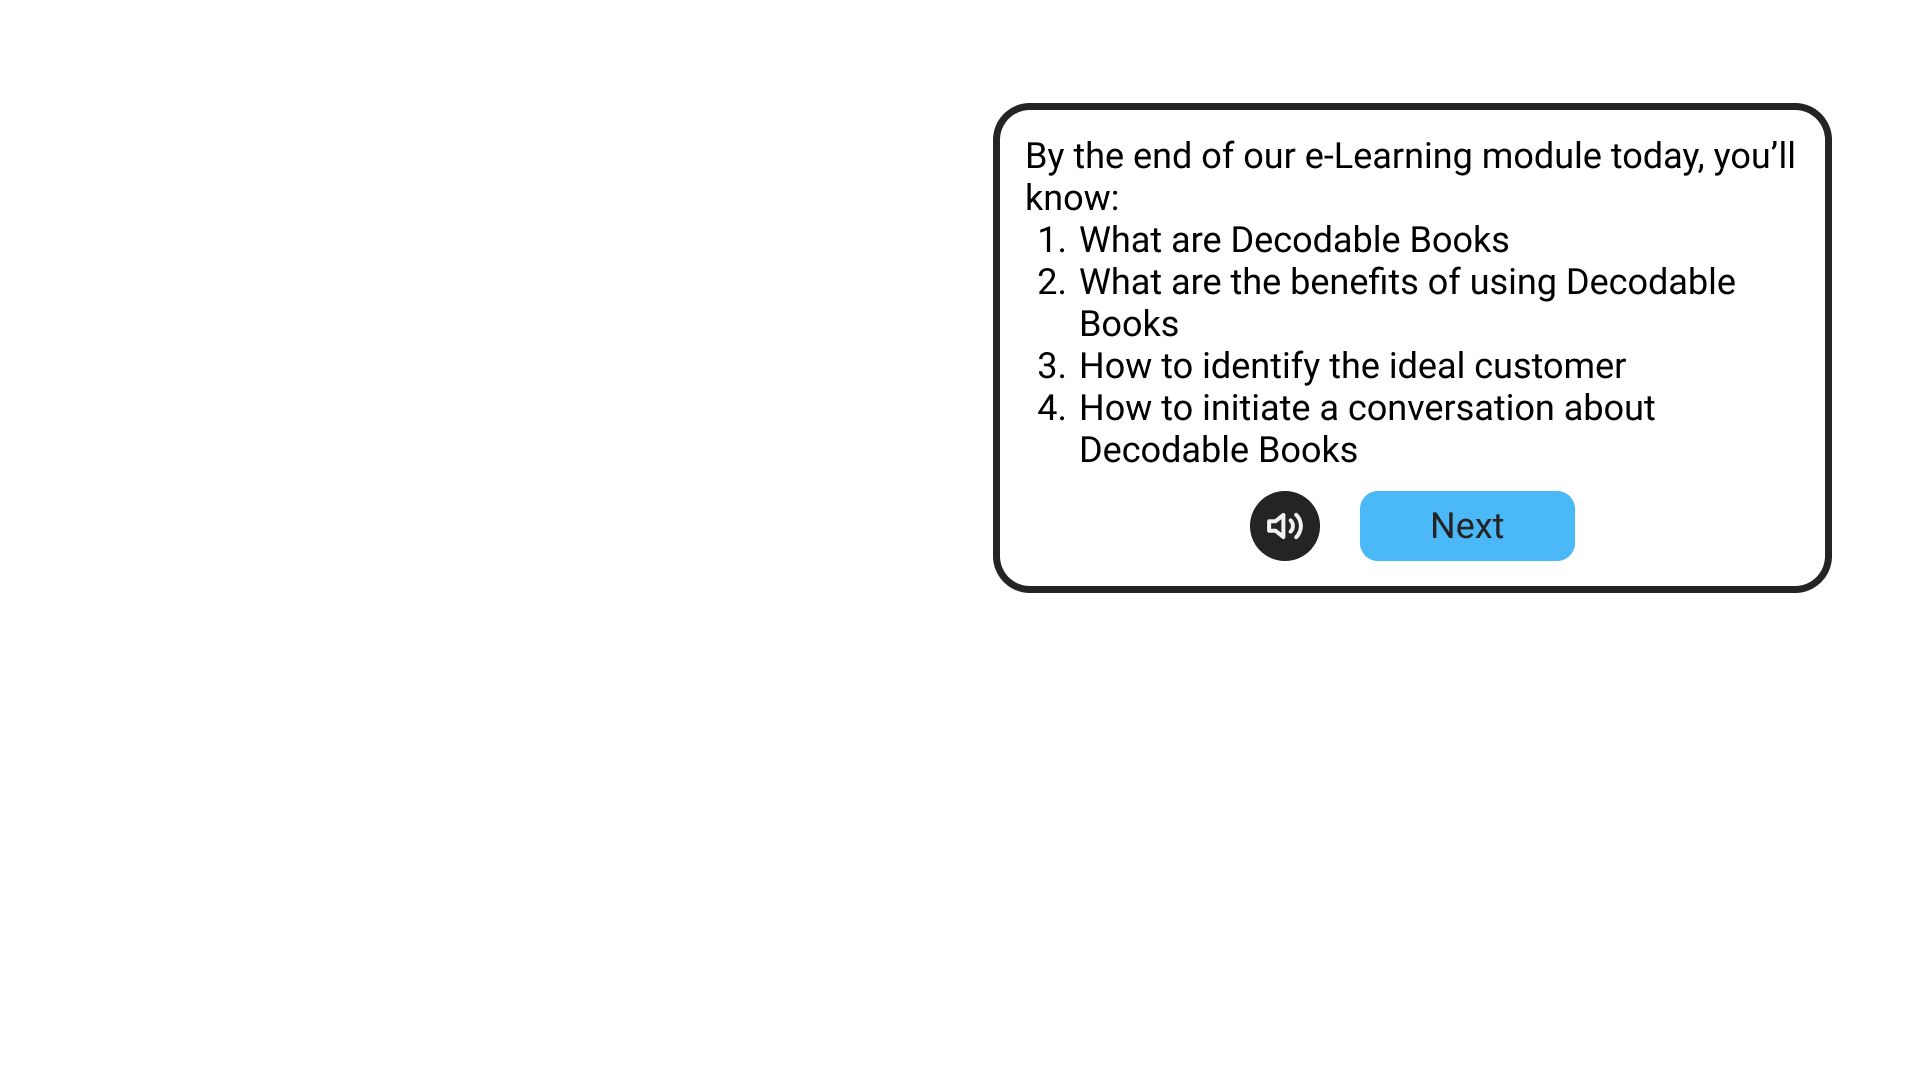 By the end of our e-Learning module today, you’ll
know:
1. What are Decodable Books
2. What are the benefits of using Decodable
Books
3. How to identify the ideal customer
4. How to initiate a conversation about
Decodable Books
Next